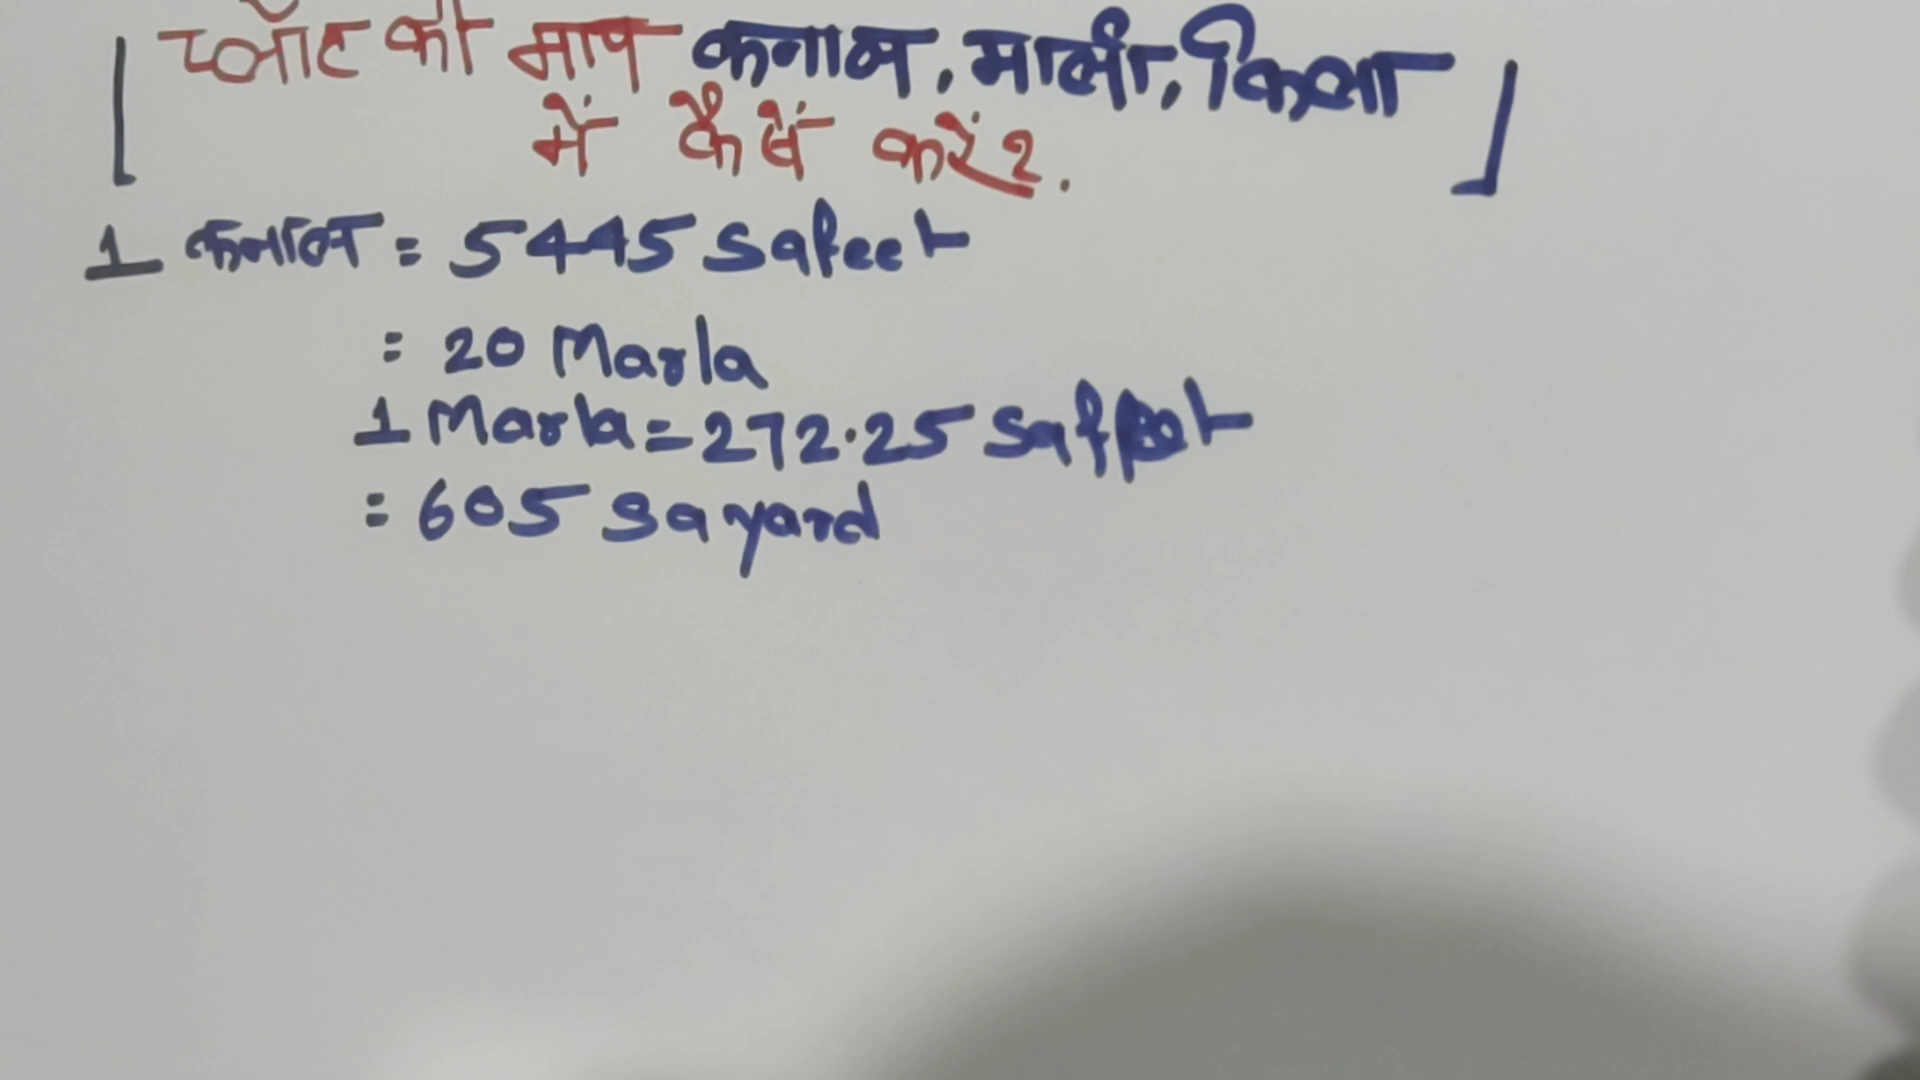 प्लॉट की माप कनाल, मार्ला, किला
में कैसें करें?.
1 कनाल = 5445 Sqfeet
= 20 Marla
1 Marla = 272.25 Sqfeet
= 605 Sqyard